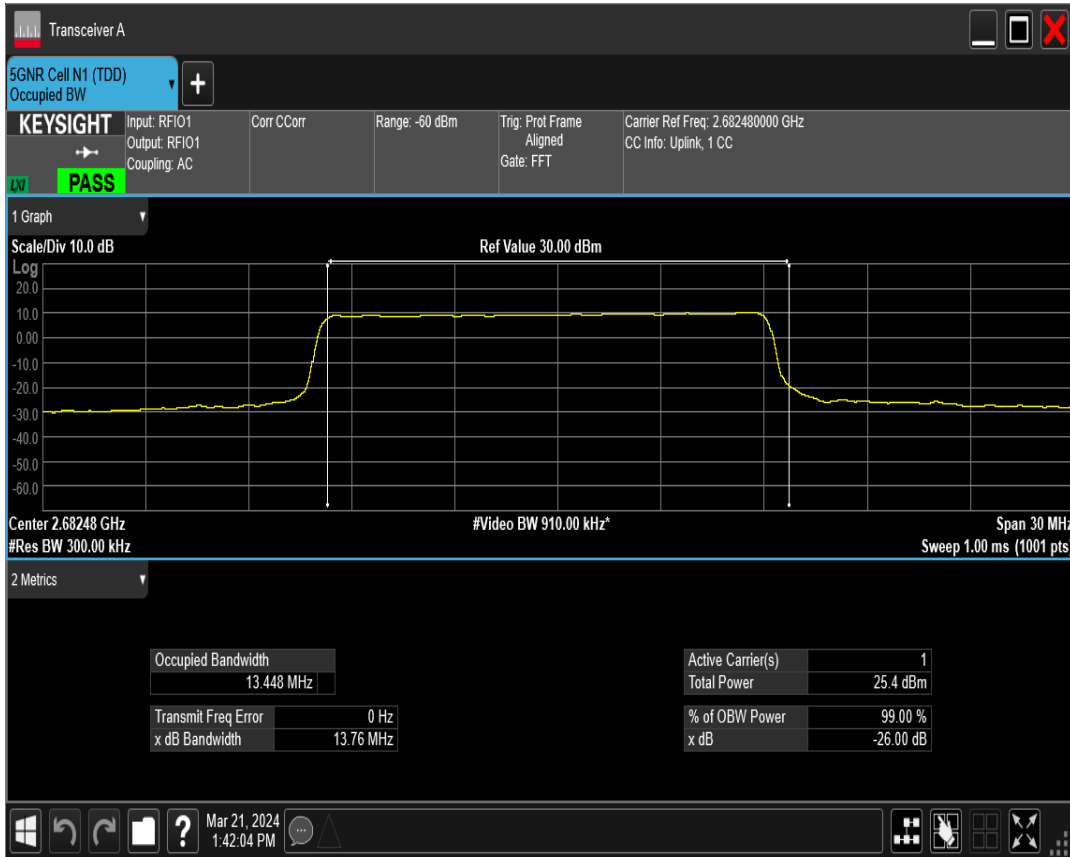 Transceiver A
5GNR Cell N1 (TDD)
Occupied BW
KEYSIGHT
LXI
PASS
Input: RFIO1
Output: RFIO1
Coupling: AC
Corr CCorr
Range: -60 dBm
Trig: Prot Frame
Aligned
Gate: FFT
Carrier Ref Freq: 2.682480000 GHz
CC Info: Uplink, 1 CC
1 Graph
Scale/Div 10.0 dB
Ref Value 30.00 dBm
Log
20.0
10.0
0.00
-10.0
-20.0
-30.0
-40.0
-50.0
-60.0
Center 2.68248 GHz
#Video BW 910.00 kHz*
Span 30 MHz
#Res BW 300.00 kHz
Sweep 1.00 ms (1001 pts)
2 Metrics
Occupied Bandwidth
13.448 MHz
Transmit Freq Error 0 Hz
x dB Bandwidth 13.76 MHz
Active Carrier(s) 1
Total Power 25.4 dBm
% of OBW Power 99.00 %
x dB -26.00 dB
Mar 21, 2024
1:42:04 PM